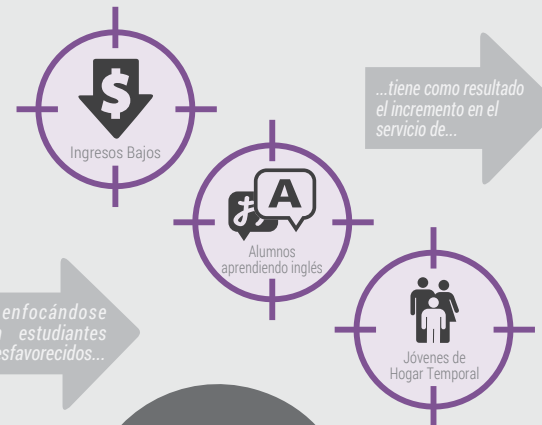 Ingresos Bajos
...tiene como resultado
el incremento en el
servicio de...
A
Alumnos
aprendiendo inglés
enfocándose
estudiantes
Jóvenes de
Hogar Temporal